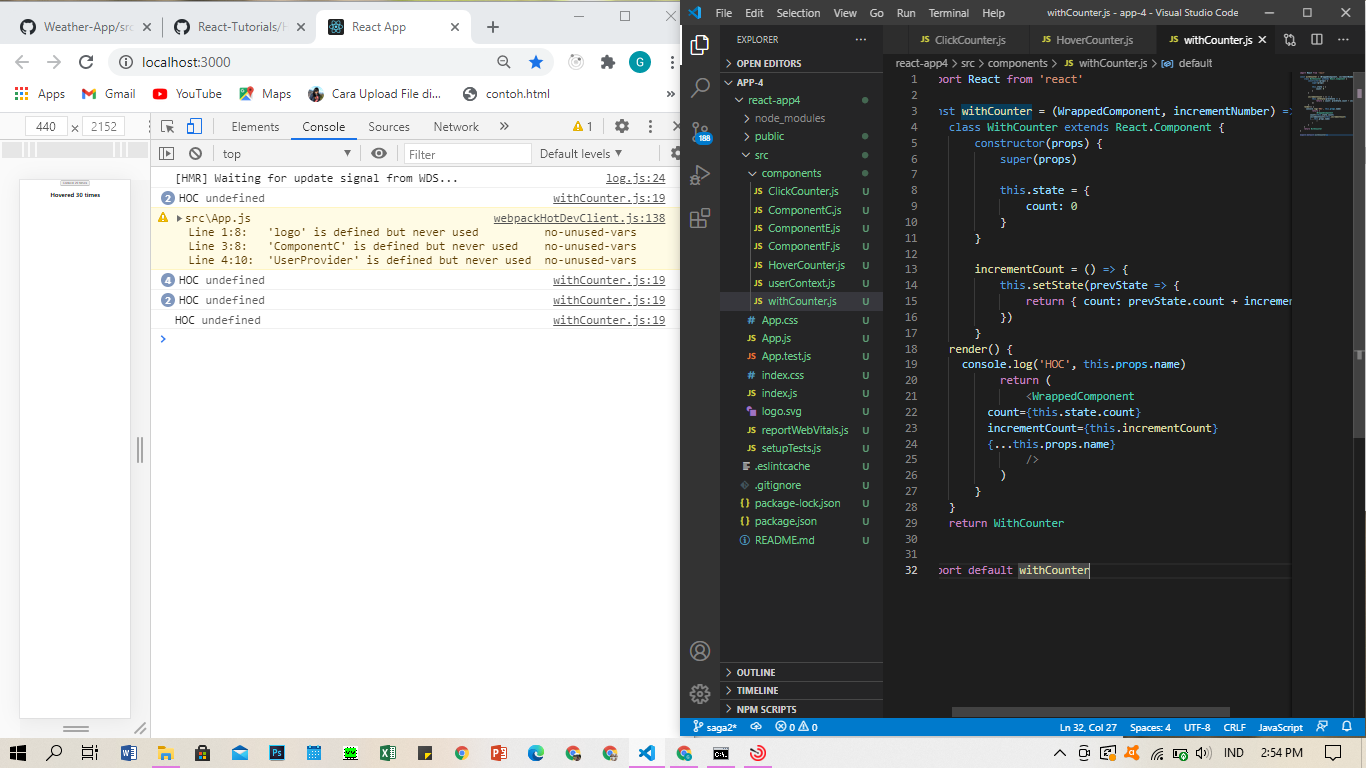 Weather-App/src
React-Tutorials/H
React App
localhost:3000
G
Apps
Gmail
YouTube
Maps
Cara Upload File di...
contoh.html
»
440 x 2152
Elements Console Sources Network » 1
top
Filter
Default levels
[HMR] Waiting for update signal from WDS... log.js:24
2 HOC undefined withCounter.js:19
src\App.js webpackHotDevClient.js:138
Line 1:8: 'logo' is defined but never used no-unused-vars
Line 3:8: 'ComponentC' is defined but never used no-unused-vars
Line 4:10: 'UserProvider' is defined but never used no-unused-vars
4 HOC undefined withCounter.js:19
2 HOC undefined withCounter.js:19
HOC undefined withCounter.js:19
Hovered 30 times
File Edit Selection View Go Run Terminal Help withCounter.js - app-4 - Visual Studio Code
188
EXPLORER
OPEN EDITORS
APP-4
react-app4
node_modules
public
src
components
ClickCounter.js U
ComponentC.js U
ComponentE.js U
ComponentF.js U
HoverCounter.js U
userContext.js U
withCounter.js U
App.css U
App.js U
App.test.js U
index.css U
index.js U
logo.svg U
reportWebVitals.js U
setupTests.js U
.eslintcache U
.gitignore U
package-lock.json U
package.json U
README.md U
OUTLINE
TIMELINE
NPM SCRIPTS
ClickCounter.js
HoverCounter.js
withCounter.js
react-app4 > src > components > withCounter.js > default
1 port React from 'react'
2
3 nst withCounter = (WrappedComponent, incrementNumber) =>
4 class WithCounter extends React.Component {
5 constructor(props) {
6 super(props)
7
8 this.state = {
9 count: 0
10 }
11 }
12
13 incrementCount = () => {
14 this.setState(prevState => {
15 return { count: prevState.count + incremen
16 })
17 }
18 render() {
19 console.log('HOC', this.props.name)
20 return (
21 <WrappedComponent
22 count={this.state.count}
23 incrementCount={this.incrementCount}
24 {...this.props.name}
25 />
26 )
27 }
28 }
29 return WithCounter
30
31
32 port default withCounter
saga2* 0 0 Ln 32, Col 27 Spaces: 4 UTF-8 CRLF JavaScript
IND 2:54 PM